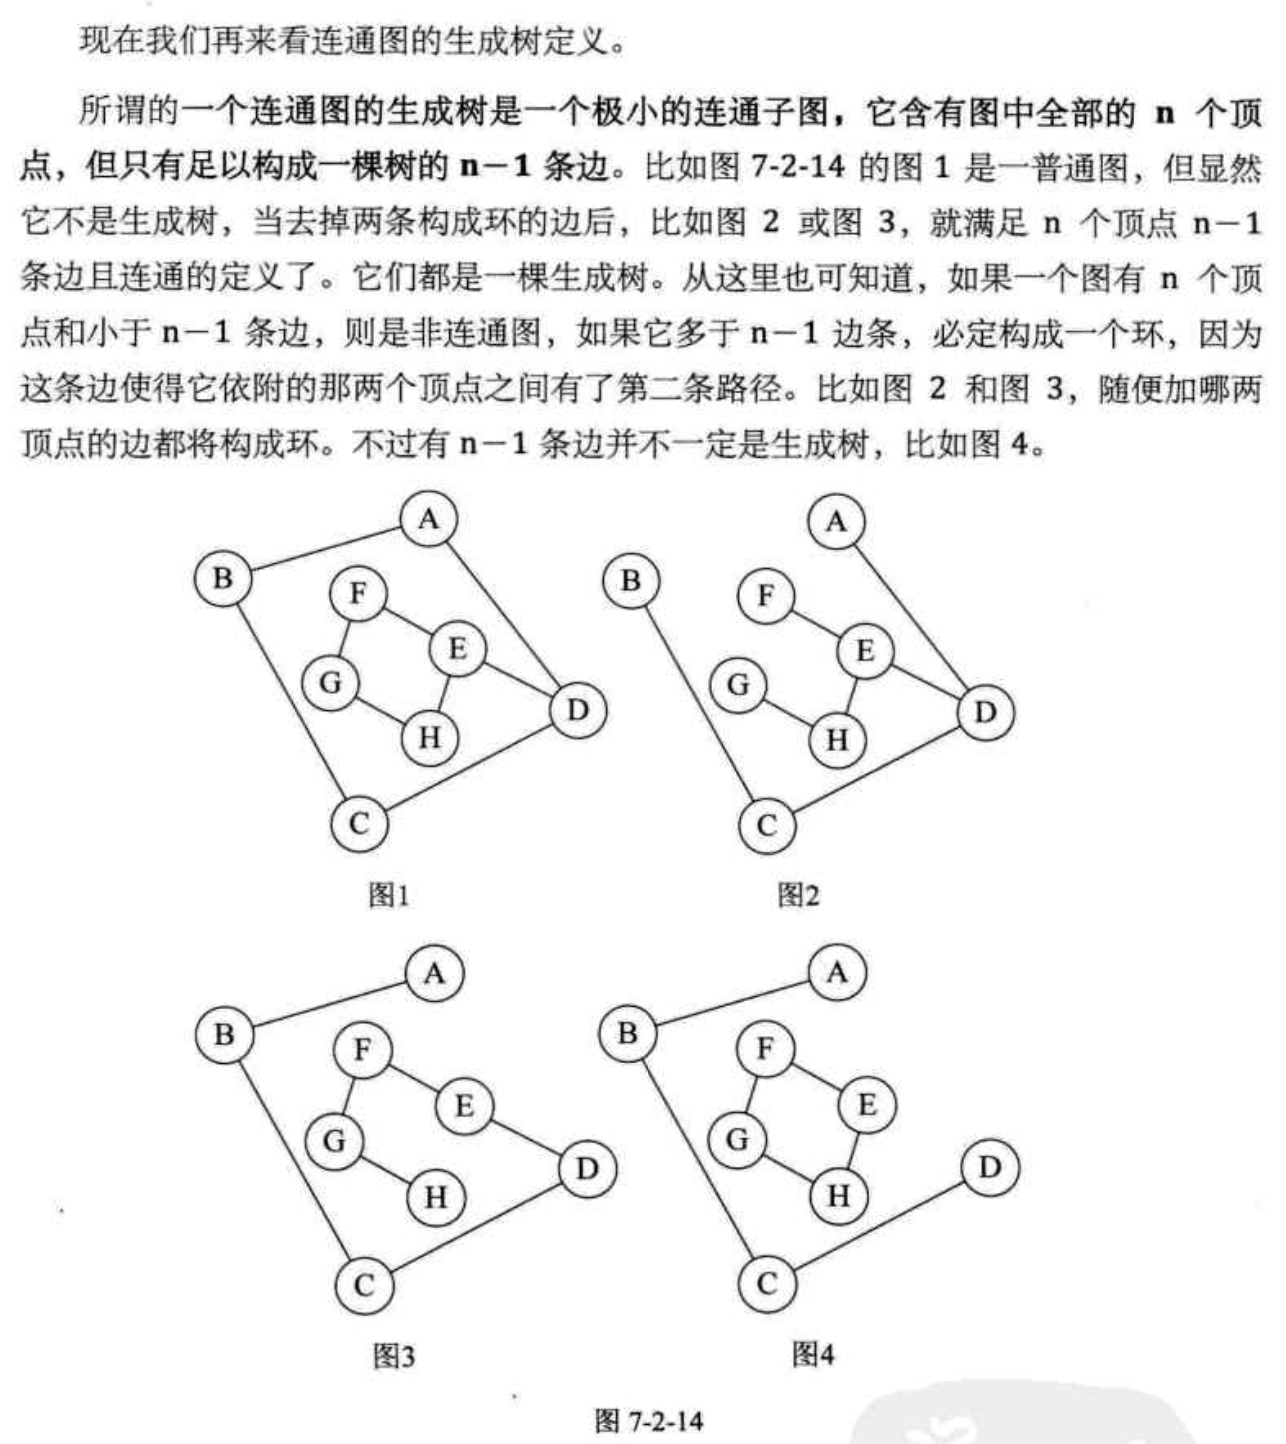 现在我们再来看连通图的生成树定义。
所谓的一个连通图的生成树是一个极小的连通子图，它含有图中全部的 n 个顶
点，但只有足以构成一棵树的 n－1 条边。比如图 7-2-14 的图 1 是一普通图，但显然
它不是生成树，当去掉两条构成环的边后，比如图 2 或图 3，就满足 n 个顶点 n－1
条边且连通的定义了。它们都是一棵生成树。从这里也可知道，如果一个图有 n 个顶
点和小于 n－1 条边，则是非连通图，如果它多于 n－1 边条，必定构成一个环，因为
这条边使得它依附的那两个顶点之间有了第二条路径。比如图 2 和图 3，随便加哪两
顶点的边都将构成环。不过有 n－1 条边并不一定是生成树，比如图 4。
A
B
F
E
G
D
H
C
图1
A
B
F
E
G
D
H
C
图2
A
B
F
E
G
D
H
C
图3
A
B
F
E
G
D
H
C
图4
图 7-2-14